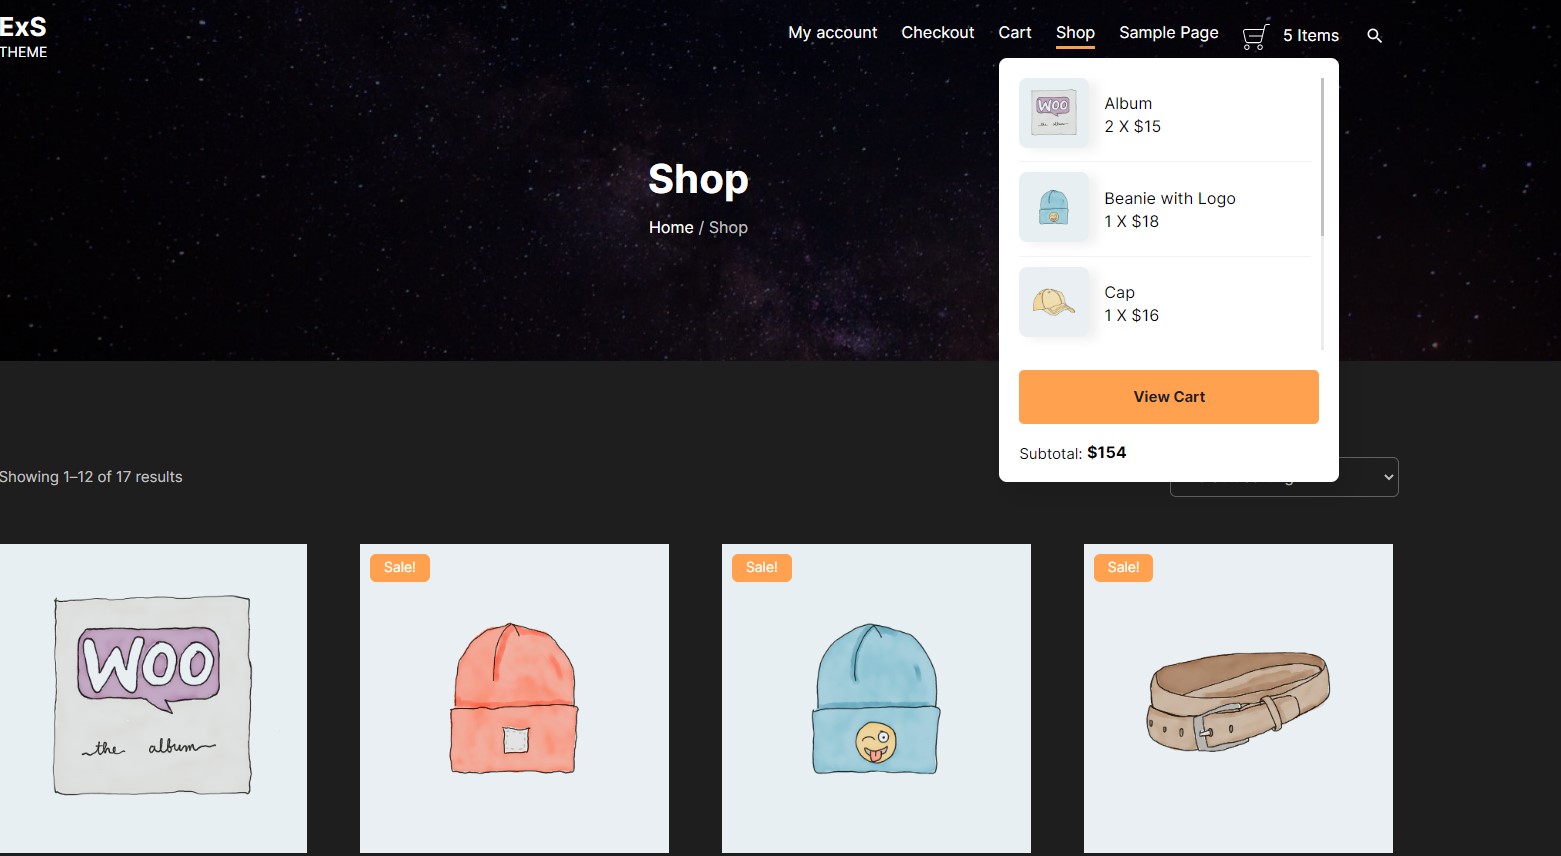 ExS
THEME
My account Checkout Cart Shop Sample Page 5 Items
Album
2 X $15
Beanie with Logo
1 X $18
Cap
1 X $16
View Cart
Subtotal: $154
Shop
Home / Shop
Showing 1–12 of 17 results
WOO
the album
Sale!
Sale!
Sale!
WOO
the album